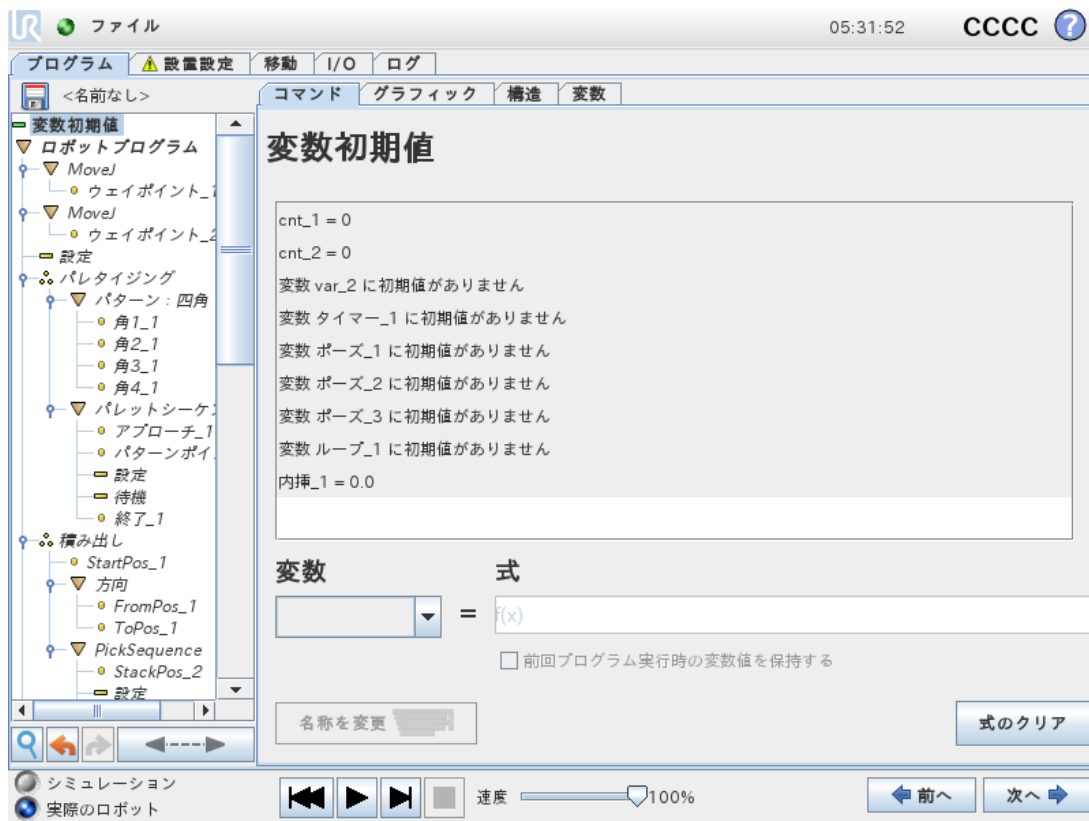 UR ファイル 05:31:52 CCCC ?
プログラム 設置設定 移動 I/O ログ
<名前なし> コマンド グラフィック 構造 変数
変数初期値
ロボットプログラム
MoveJ
ウェイポイント_1
MoveJ
ウェイポイント_2
設定
パレタイジング
パターン : 四角
角1_1
角2_1
角3_1
角4_1
パレットシーケ
アプローチ_1
パターンポイ
設定
待機
終了_1
積み出し
StartPos_1
方向
FromPos_1
ToPos_1
PickSequence
StackPos_2
設定
変数初期値
cnt_1 = 0
cnt_2 = 0
変数 var_2 に初期値がありません
変数 タイマー_1 に初期値がありません
変数 ポーズ_1 に初期値がありません
変数 ポーズ_2 に初期値がありません
変数 ポーズ_3 に初期値がありません
変数 ループ_1 に初期値がありません
内挿_1 = 0.0
変数 式
= f(x)
前回プログラム実行時の変数値を保持する
名称を変更 式のクリア
シミュレーション
実際のロボット
速度 100% 前へ 次へ